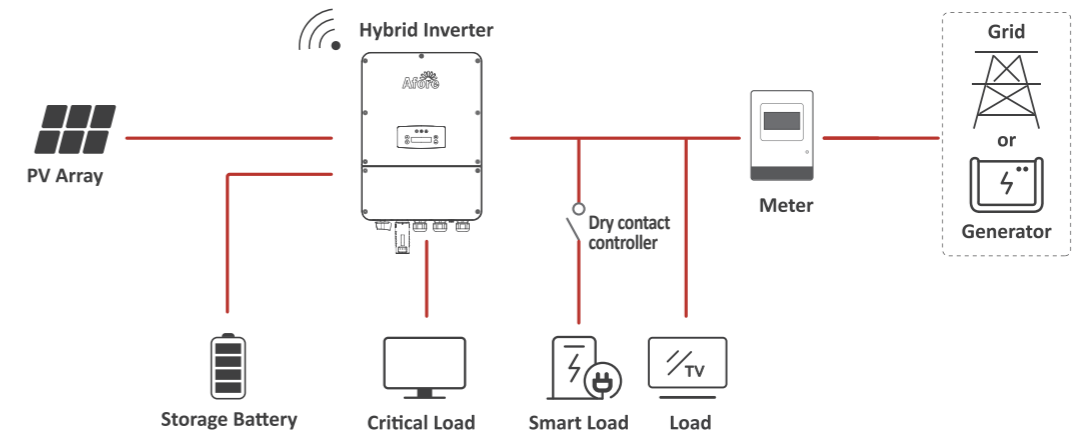 Hybrid Inverter
Grid
Afore
or
PV Array
Meter
Dry contact
controller
Generator
TV
Storage Battery
Critical Load
Smart Load
Load